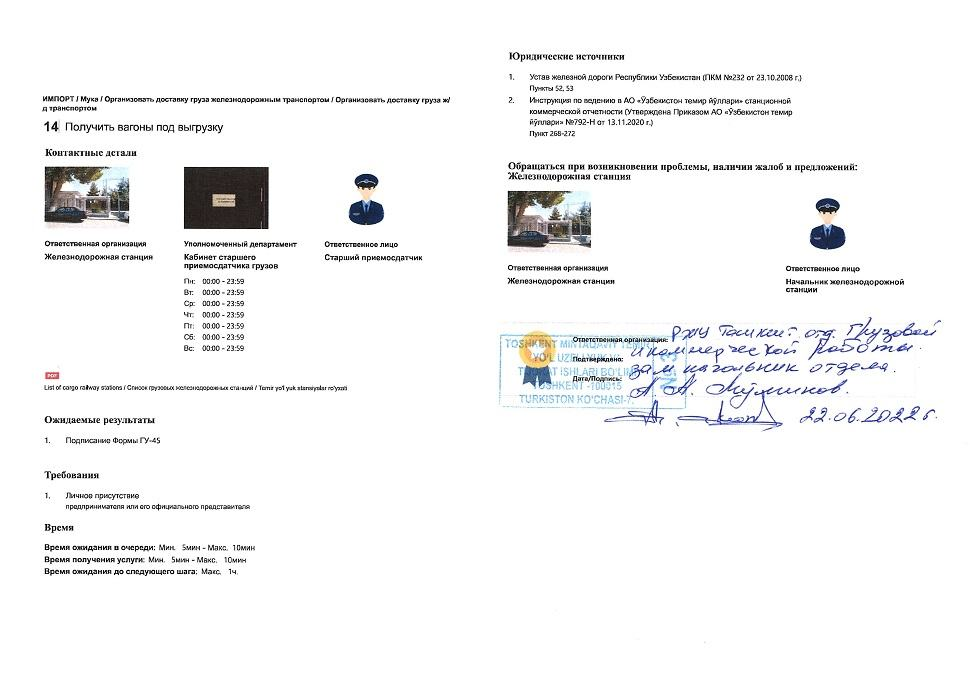 ИМПОРТ / Мука / Организовать доставку груза железнодорожным транспортом / Организовать доставку груза ж/
д транспортом
14 Получить вагоны под выгрузку
Контактные детали
Ответственная организация
Железнодорожная станция
Уполномоченный департамент
Кабинет старшего
приемосдатчика грузов
Пн: 00:00 - 23:59
Вт: 00:00 - 23:59
Ср: 00:00 - 23:59
Чт: 00:00 - 23:59
Пт: 00:00 - 23:59
Сб: 00:00 - 23:59
Вс: 00:00 - 23:59
Ответственное лицо
Старший приемосдатчик
PDF
List of cargo railway stations / Список грузовых железнодорожных станций / Temir yo'l yuk stansiyalar ro'yxati
Ожидаемые результаты
1. Подписание Формы ГУ-45
Требования
1. Личное присутствие
предпринимателя или его официального представителя
Время
Время ожидания в очереди: Мин. 5мин - Макс. 10мин
Время получения услуги: Мин. 5мин - Макс. 10мин
Время ожидания до следующего шага: Макс. 1ч.
Юридические источники
1. Устав железной дороги Республики Узбекистан (ПКМ №232 от 23.10.2008 г.)
Пункты 52, 53
2. Инструкция по ведению в АО «Узбекистон темир йўллари» станционной
коммерческой отчетности (Утверждена Приказом АО «Узбекистон темир
йўллари» №792-Н от 13.11.2020 г.)
Пункт 268-272
Обращаться при возникновении проблемы, наличии жалоб и предложений:
Железнодорожная станция
Ответственная организация
Железнодорожная станция
Ответственное лицо
Начальник железнодорожной
станции
Ответственная организация: РЖУ Ташкент отд. Грузовой
и коммерческой работы.
Подтверждено: зам начальник отдела.
Дата/Подпись: А. А. Мўминов.
22.06.2022г.
TOSHKENT
YO'L UZELI
ISHLARI BO'LIMI
TOSHKENT -100015
TURKISTON KO'CHASI-7.
№ 3